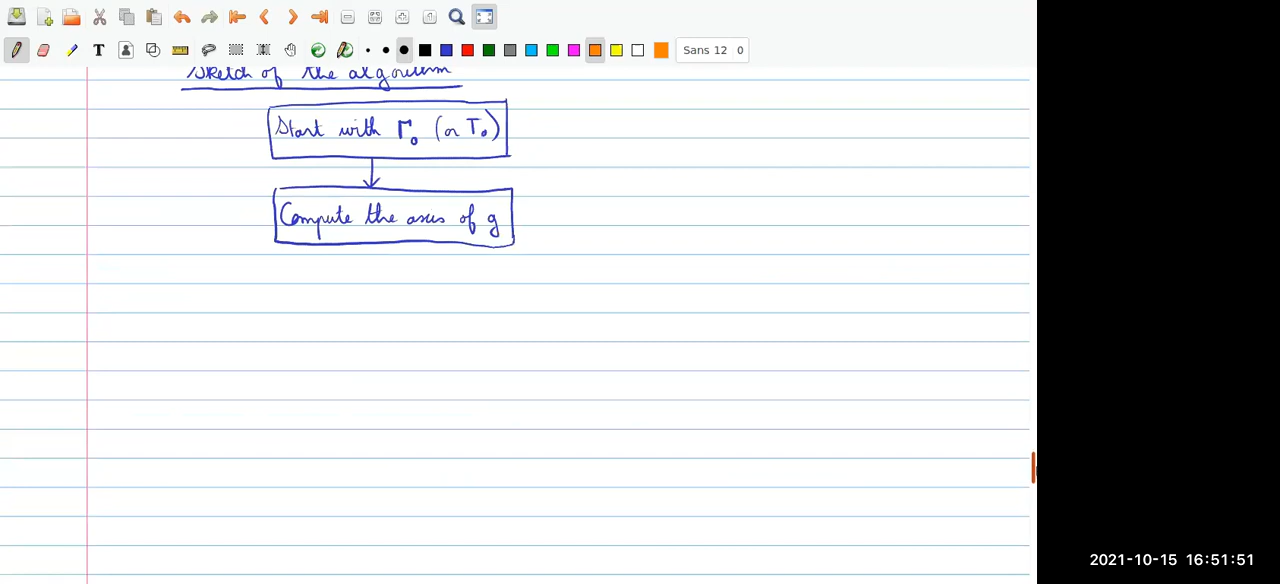 Sans 12 0
Sketch of the algorithm
Start with Γ₀ (or T₀)
Compute the axes of g
2021-10-15 16:51:51